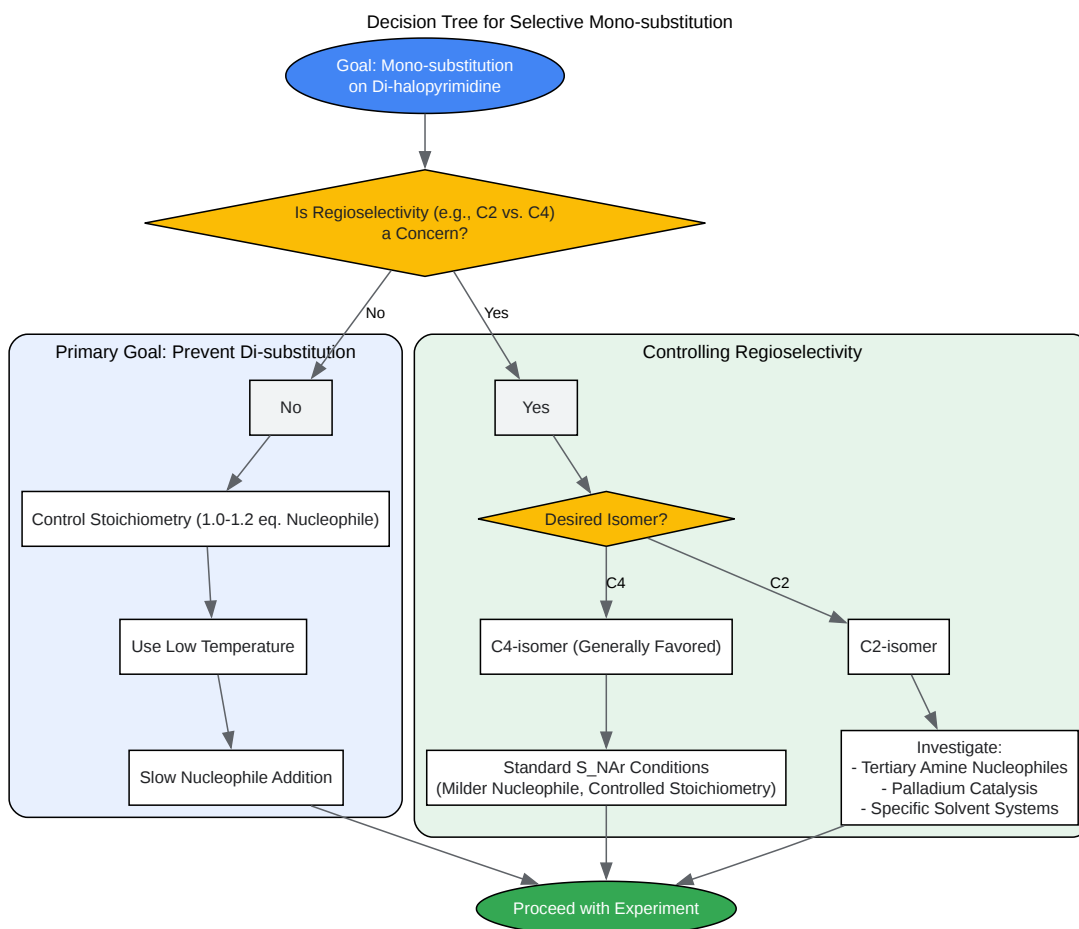 Decision Tree for Selective Mono-substitution
Goal: Mono-substitution
on Di-halopyrimidine
Is Regioselectivity (e.g., C2 vs. C4)
a Concern?
No
Yes
Primary Goal: Prevent Di-substitution
Controlling Regioselectivity
No
Yes
Control Stoichiometry (1.0-1.2 eq. Nucleophile)
Desired Isomer?
C4
C2
Use Low Temperature
C4-isomer (Generally Favored)
C2-isomer
Slow Nucleophile Addition
Standard S_NAr Conditions
(Milder Nucleophile, Controlled Stoichiometry)
Investigate:
- Tertiary Amine Nucleophiles
- Palladium Catalysis
- Specific Solvent Systems
Proceed with Experiment